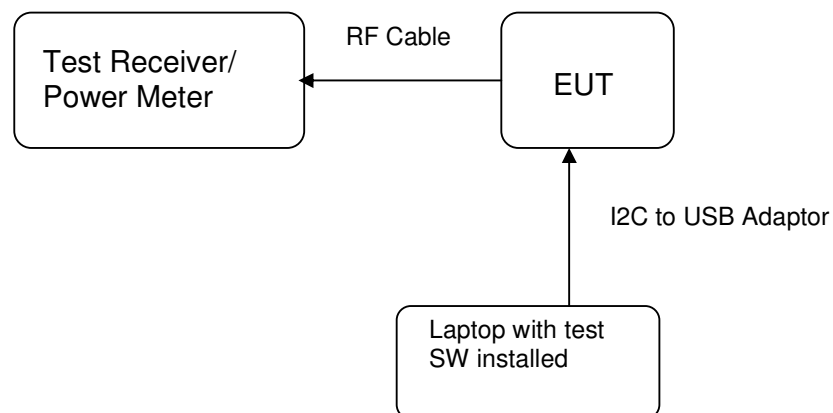 RF Cable
Test Receiver/
Power Meter
EUT
I2C to USB Adaptor
Laptop with test
SW installed